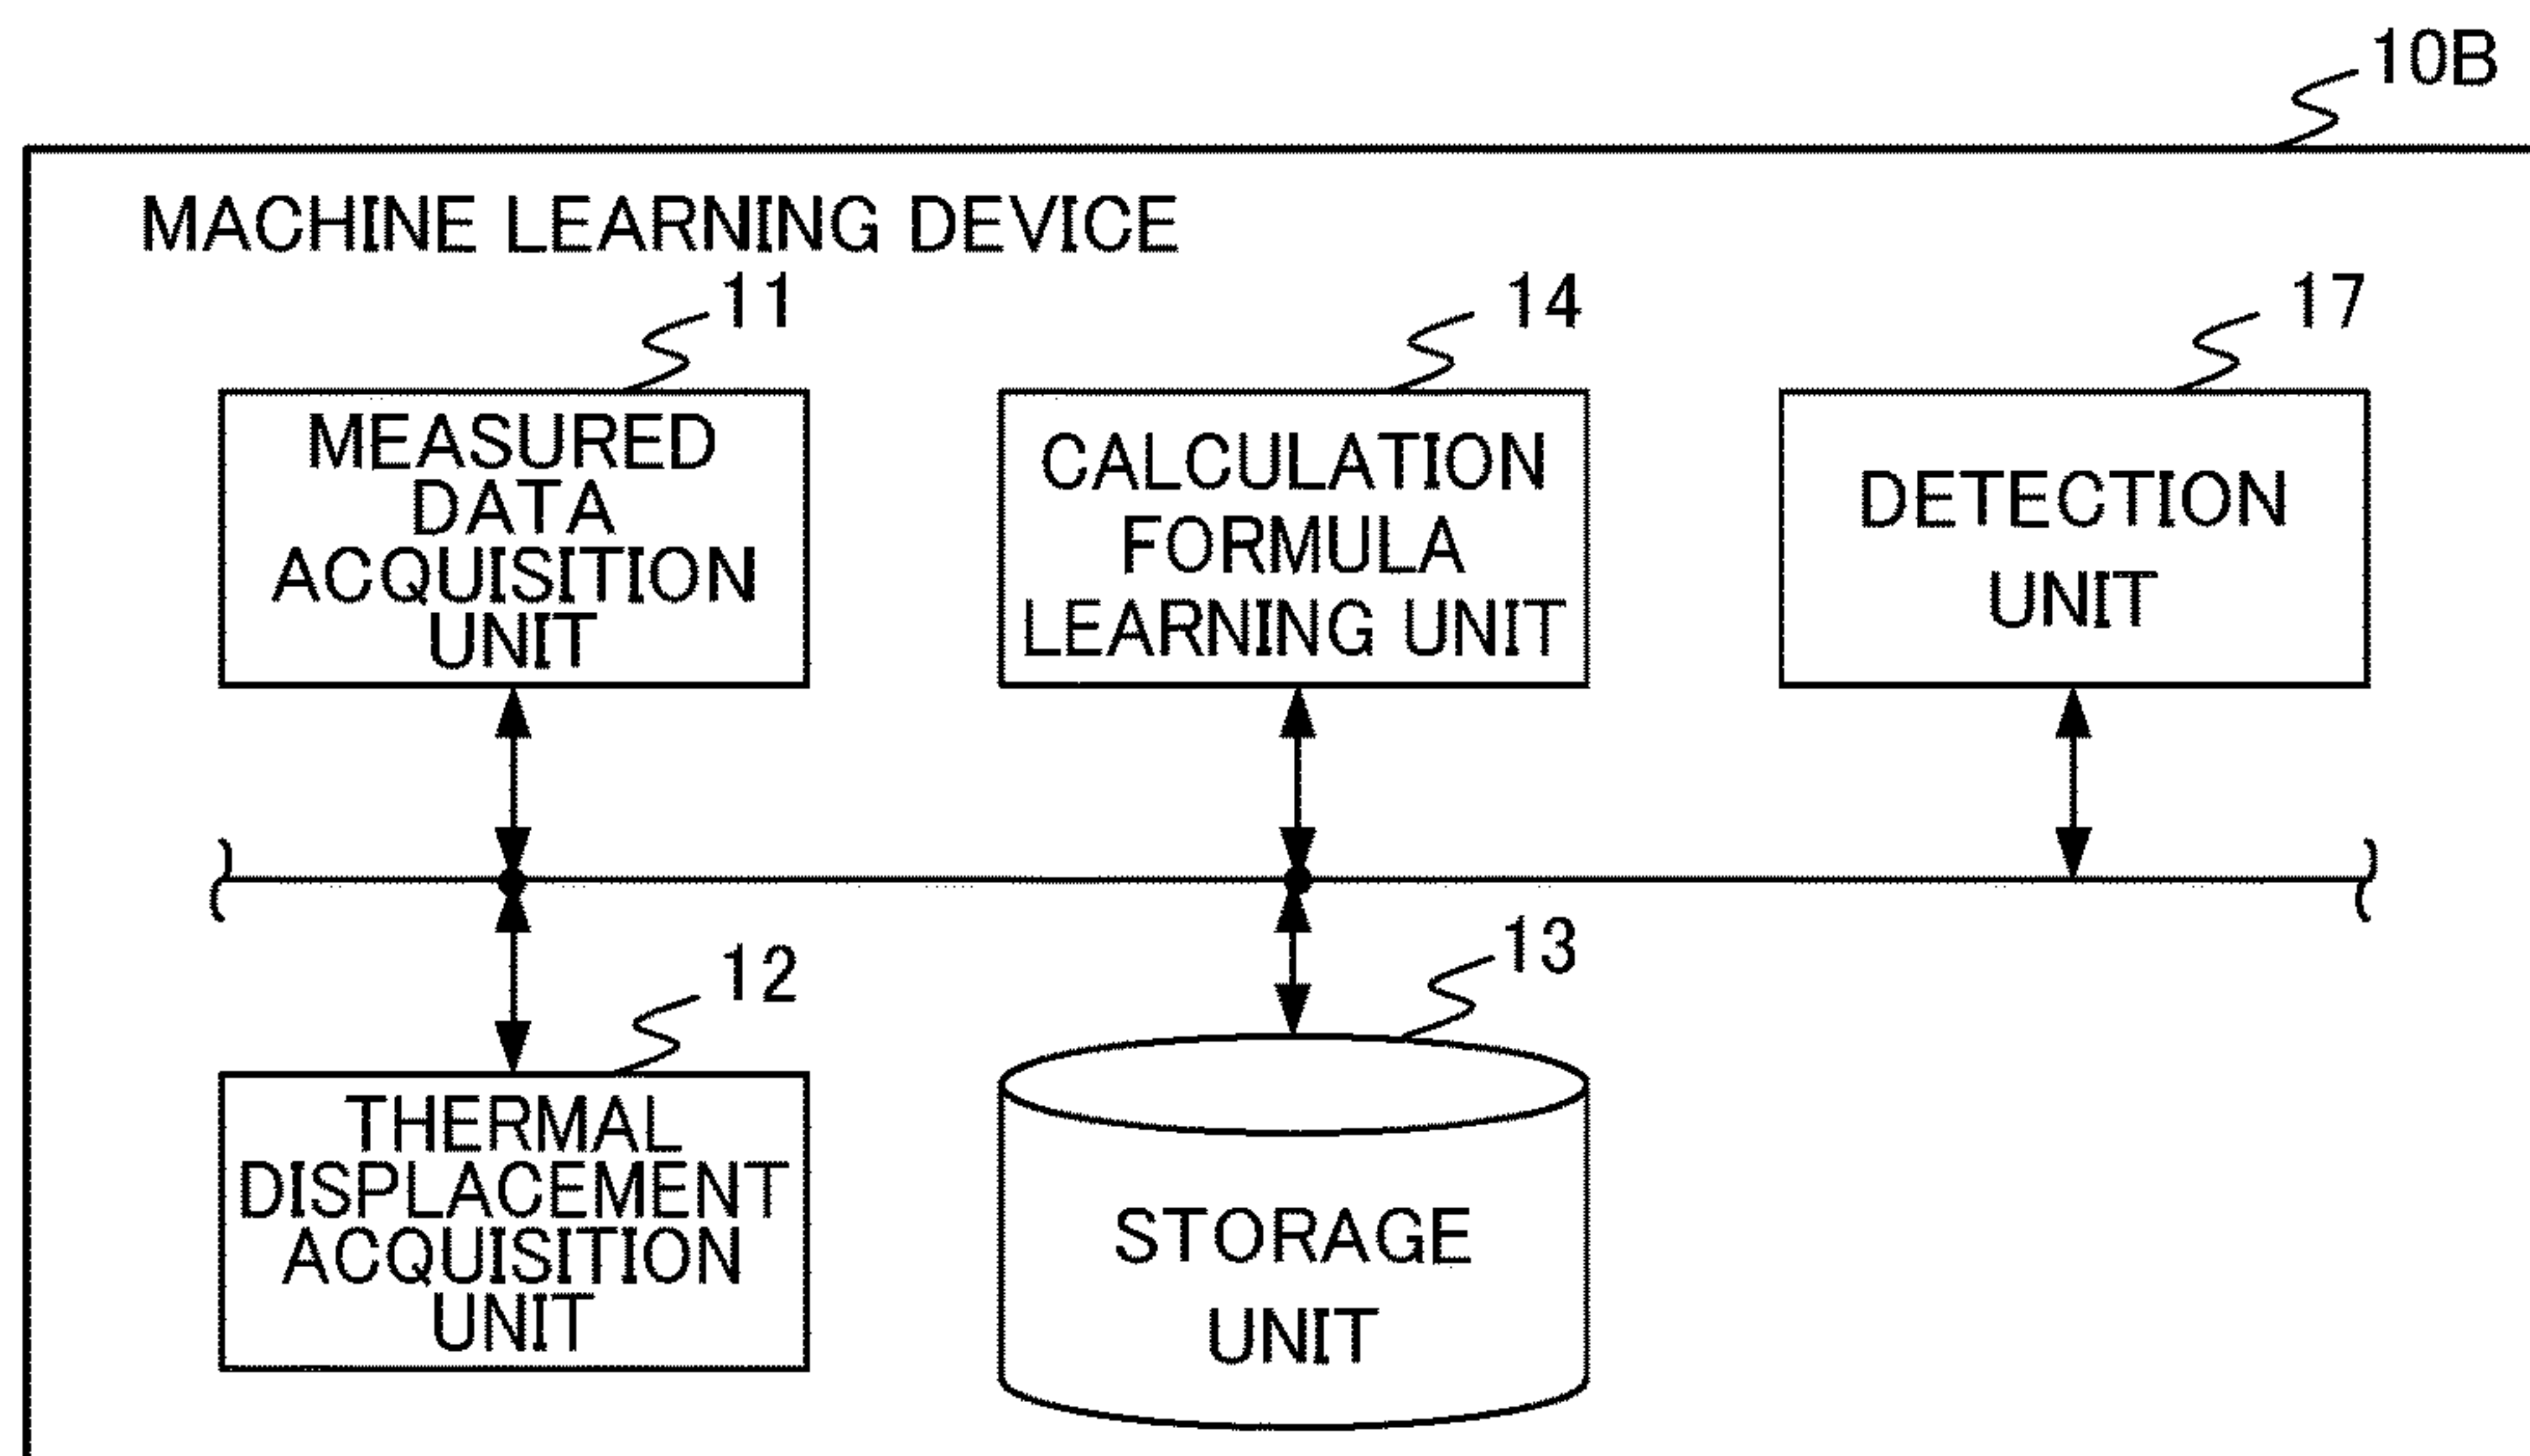 10B
MACHINE LEARNING DEVICE
11
MEASURED
DATA
ACQUISITION
UNIT
14
CALCULATION
FORMULA
LEARNING UNIT
17
DETECTION
UNIT
12
THERMAL
DISPLACEMENT
ACQUISITION
UNIT
13
STORAGE
UNIT